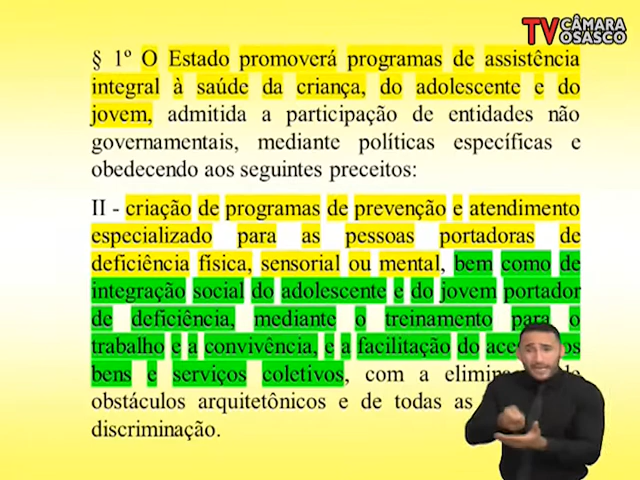 TV CÂMARA
OSASCO
§ 1º O Estado promoverá programas de assistência
integral à saúde da criança, do adolescente e do
jovem, admitida a participação de entidades não
governamentais, mediante políticas específicas e
obedecendo aos seguintes preceitos:
II - criação de programas de prevenção e atendimento
especializado para as pessoas portadoras de
deficiência física, sensorial ou mental, bem como de
integração social do adolescente e do jovem portador
de deficiência, mediante o treinamento para o
trabalho e a convivência, e a facilitação do
bens e serviços coletivos, com a
obstáculos arquitetônicos e de todas as
discriminação.